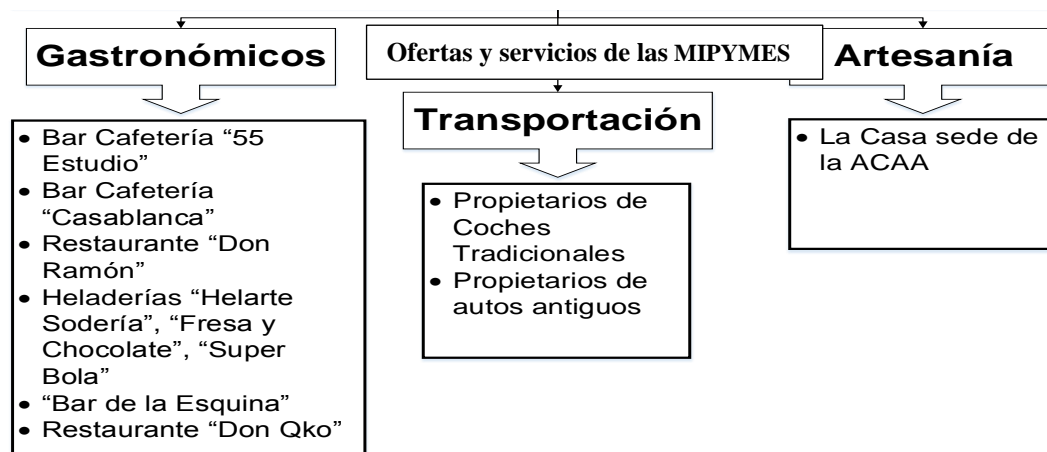 Ofertas y servicios de las MIPYMES
Gastronómicos
• Bar Cafetería “55
Estudio”
• Bar Cafetería
“Casablanca”
• Restaurante “Don
Ramón”
• Heladerías “Helarte
Sodería”, “Fresa y
Chocolate”, “Super
Bola”
• “Bar de la Esquina”
• Restaurante “Don Qko”
Transportación
• Propietarios de
Coches
Tradicionales
• Propietarios de
autos antiguos
Artesanía
• La Casa sede de
la ACAA